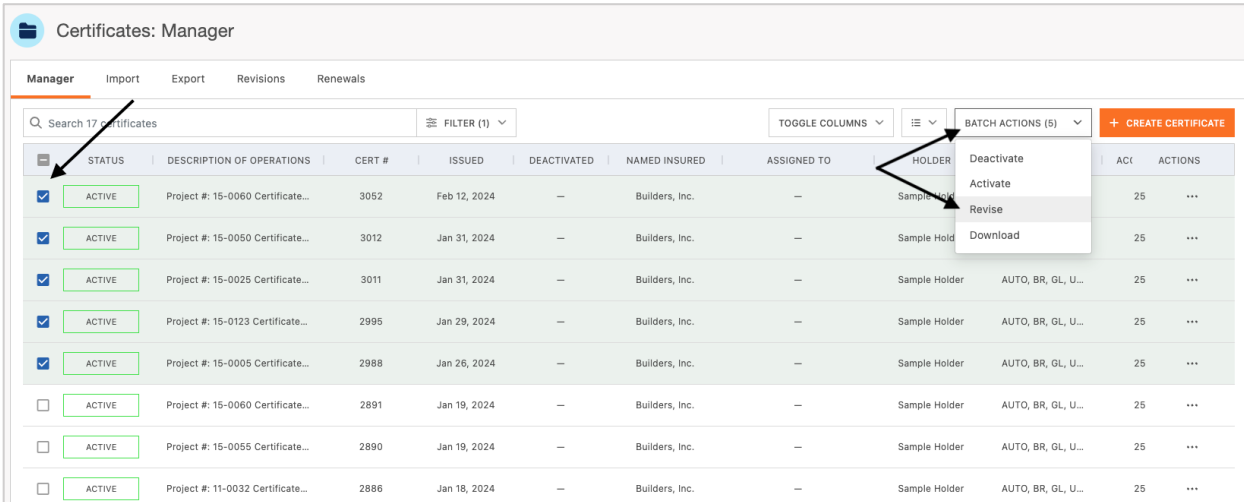 Certificates: Manager
Manager Import Export Revisions Renewals
Search 17 certificates FILTER (1) TOGGLE COLUMNS BATCH ACTIONS (5) + CREATE CERTIFICATE
STATUS DESCRIPTION OF OPERATIONS CERT # ISSUED DEACTIVATED NAMED INSURED ASSIGNED TO HOLDER ACC ACTIONS
Deactivate
Activate
Revise
Download
ACTIVE Project #: 15-0060 Certificate... 3052 Feb 12, 2024 — Builders, Inc. — Sample Hold 25 ...
ACTIVE Project #: 15-0050 Certificate... 3012 Jan 31, 2024 — Builders, Inc. — Sample Hold 25 ...
ACTIVE Project #: 15-0025 Certificate... 3011 Jan 31, 2024 — Builders, Inc. — Sample Holder AUTO, BR, GL, U... 25 ...
ACTIVE Project #: 15-0123 Certificate... 2995 Jan 29, 2024 — Builders, Inc. — Sample Holder AUTO, BR, GL, U... 25 ...
ACTIVE Project #: 15-0005 Certificate... 2988 Jan 26, 2024 — Builders, Inc. — Sample Holder AUTO, BR, GL, U... 25 ...
ACTIVE Project #: 15-0060 Certificate... 2891 Jan 19, 2024 — Builders, Inc. — Sample Holder AUTO, BR, GL, U... 25 ...
ACTIVE Project #: 15-0055 Certificate... 2890 Jan 19, 2024 — Builders, Inc. — Sample Holder AUTO, BR, GL, U... 25 ...
ACTIVE Project #: 11-0032 Certificate... 2886 Jan 18, 2024 — Builders, Inc. — Sample Holder AUTO, BR, GL, U... 25 ...